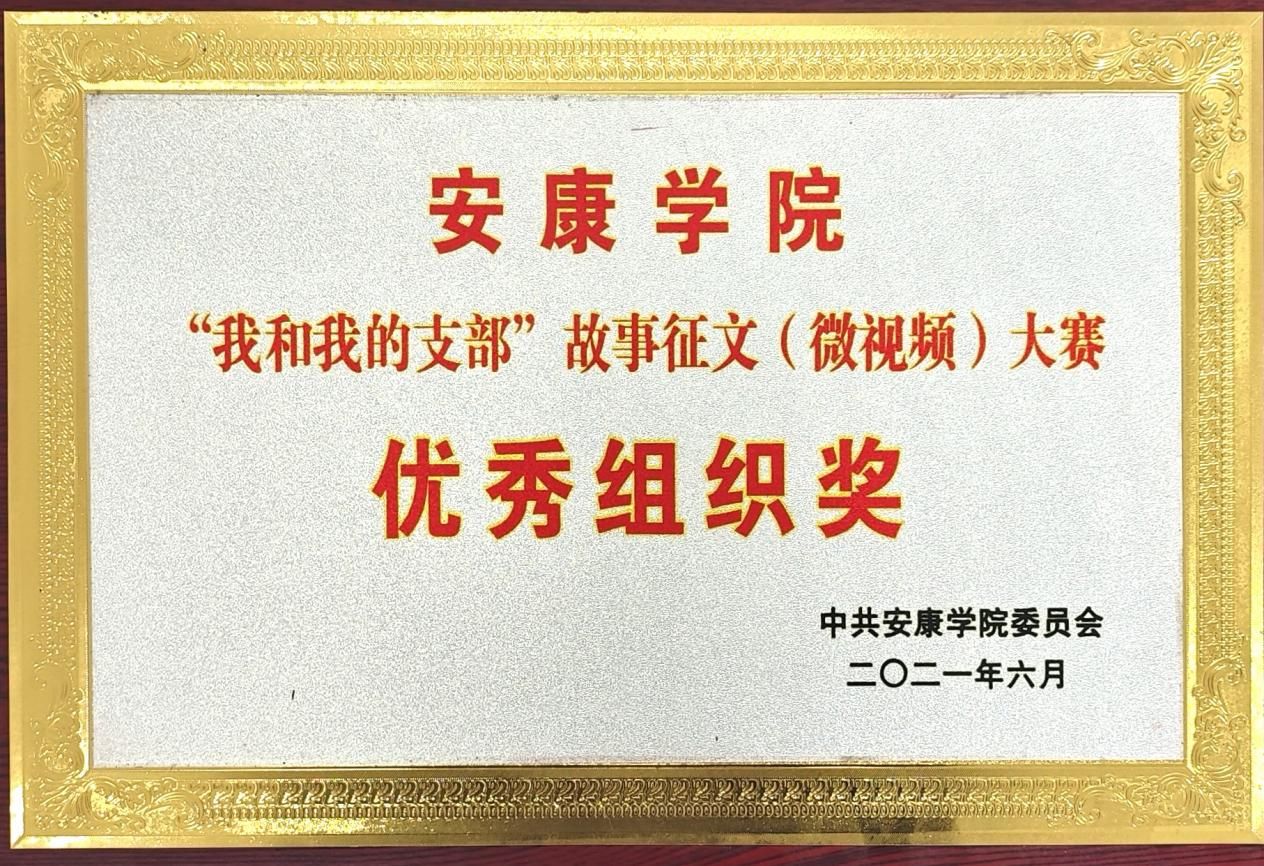 安康学院
“我和我的支部”故事征文（微视频）大赛
优秀组织奖
中共安康学院委员会
二〇二一年六月